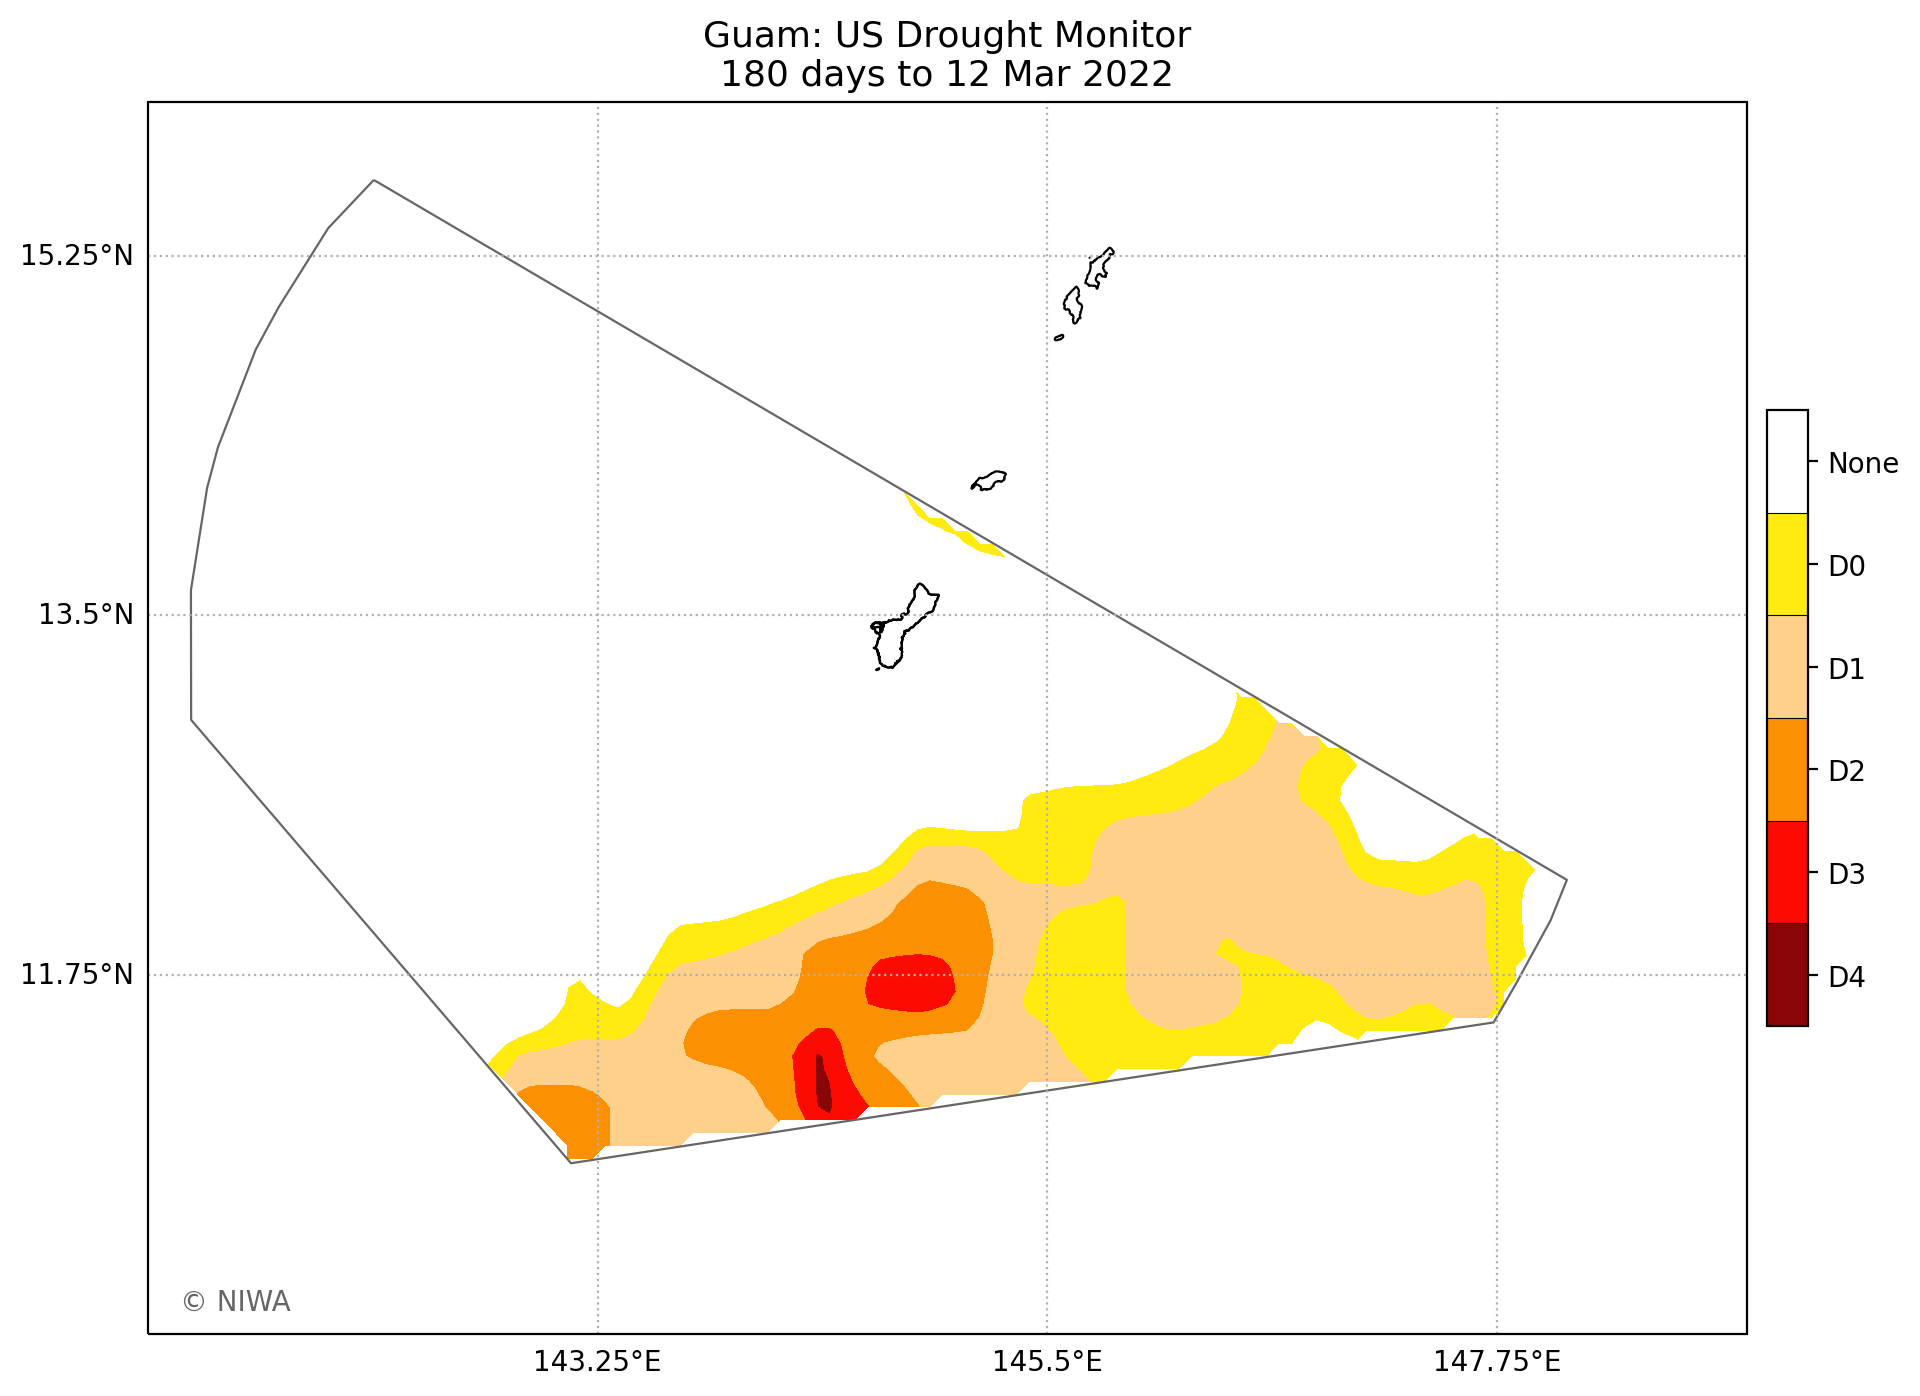 Guam: US Drought Monitor
180 days to 12 Mar 2022
15.25°N
13.5°N
11.75°N
143.25°E
145.5°E
147.75°E
None
D0
D1
D2
D3
D4
© NIWA